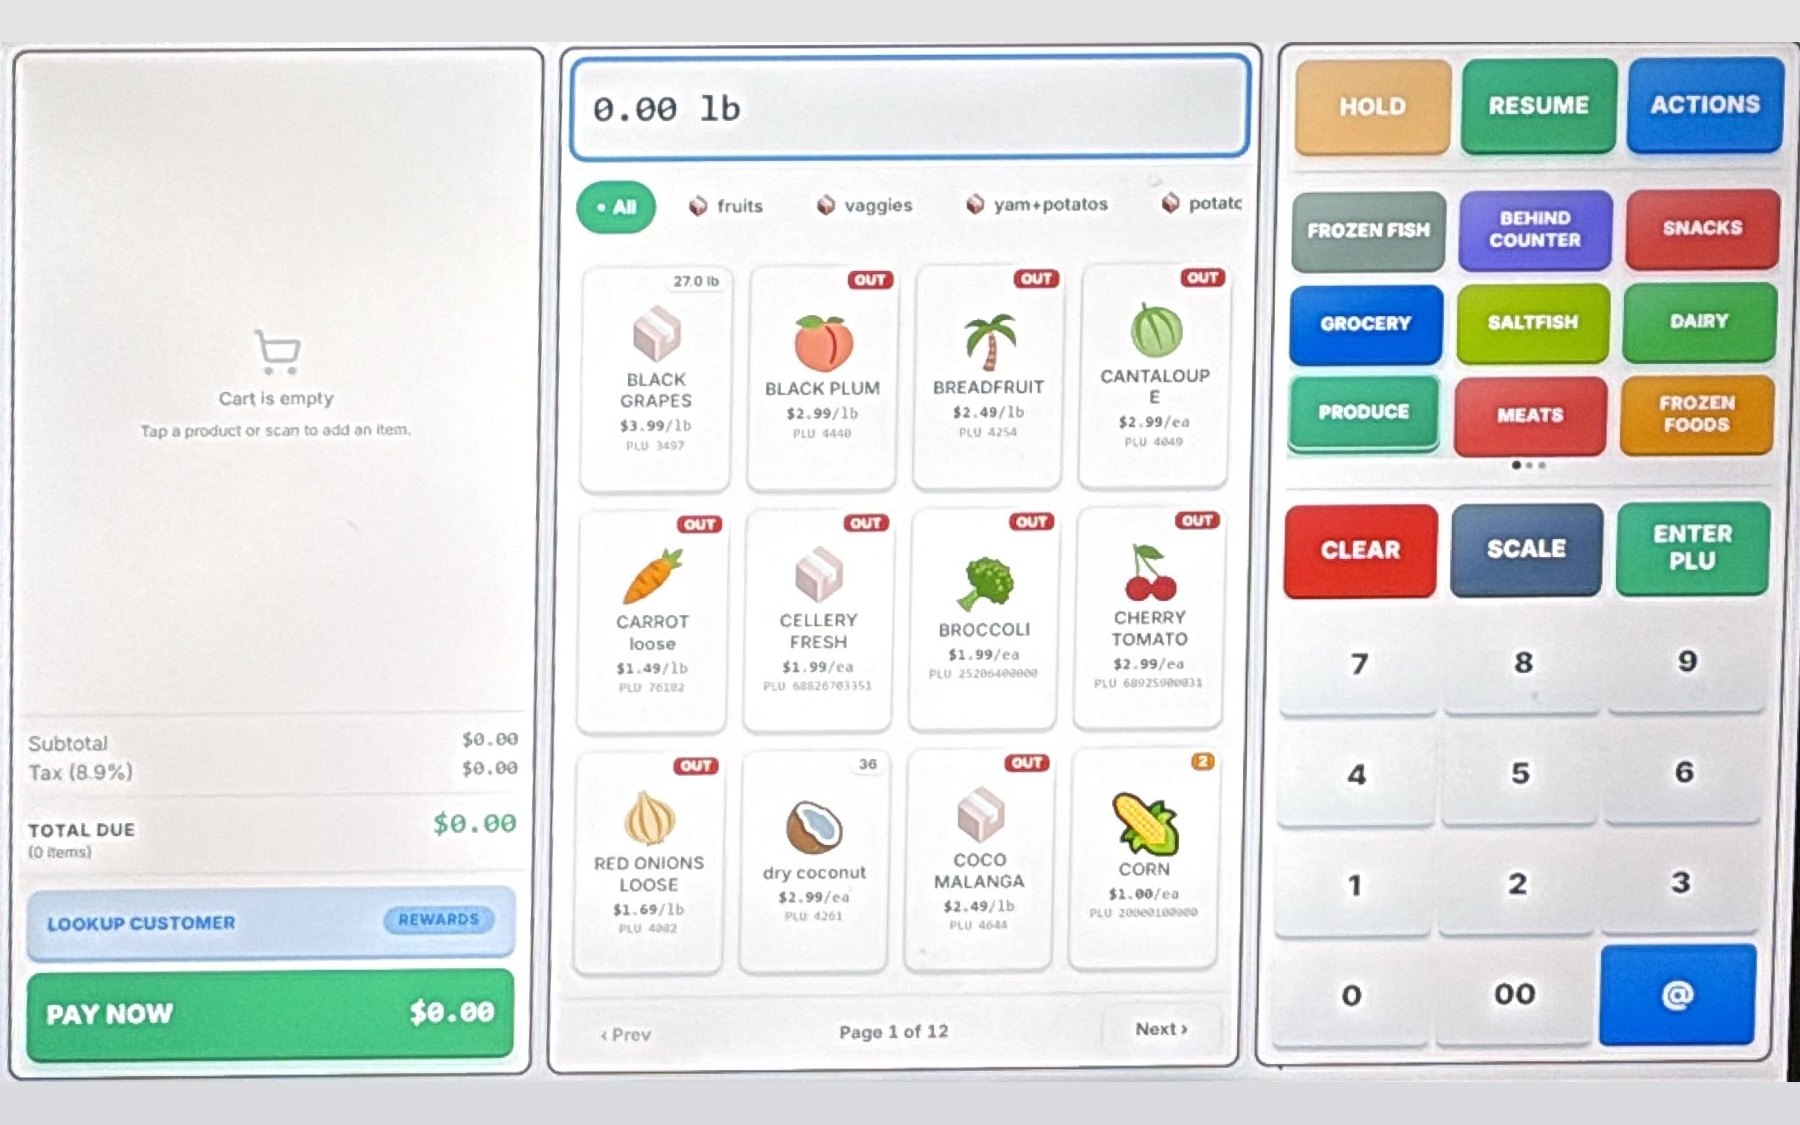 Cart is empty
Tap a product or scan to add an item.
Subtotal $0.00
Tax (8.9%) $0.00
TOTAL DUE $0.00
(0 items)
LOOKUP CUSTOMER REWARDS
PAY NOW $0.00
0.00 lb
• All fruits vaggies yam+potatos potatc
27.0 lb
BLACK
GRAPES
$3.99/lb
PLU 3497
OUT
BLACK PLUM
$2.99/lb
PLU 4440
OUT
BREADFRUIT
$2.49/lb
PLU 4254
OUT
CANTALOUP
E
$2.99/ea
PLU 4049
OUT
CARROT
loose
$1.49/lb
PLU 76102
OUT
CELLERY
FRESH
$1.99/ea
PLU 68826703351
OUT
BROCCOLI
$1.99/ea
PLU 25206400000
OUT
CHERRY
TOMATO
$2.99/ea
PLU 68925900031
OUT
RED ONIONS
LOOSE
$1.69/lb
PLU 4082
36
dry coconut
$2.99/ea
PLU 4261
OUT
COCO
MALANGA
$2.49/lb
PLU 4644
2
CORN
$1.00/ea
PLU 20000100000
‹ Prev Page 1 of 12 Next ›
HOLD RESUME ACTIONS
FROZEN FISH
BEHIND
COUNTER
SNACKS
GROCERY SALTFISH DAIRY
PRODUCE MEATS
FROZEN
FOODS
CLEAR SCALE
ENTER
PLU
7 8 9
4 5 6
1 2 3
0 00 @